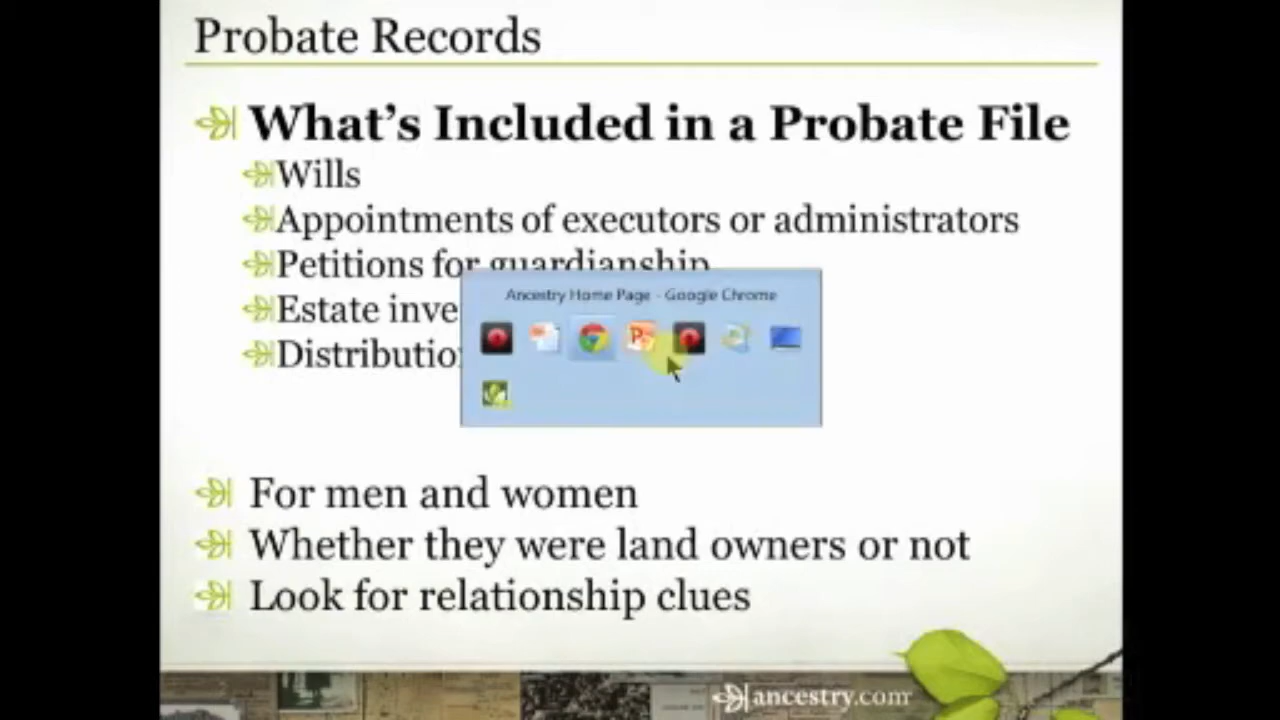 Probate Records
What's Included in a Probate File
Wills
Appointments of executors or administrators
Petitions for guardianship
Estate inve
Distributio
Ancestry Home Page - Google Chrome
For men and women
Whether they were land owners or not
Look for relationship clues
ancestry.com